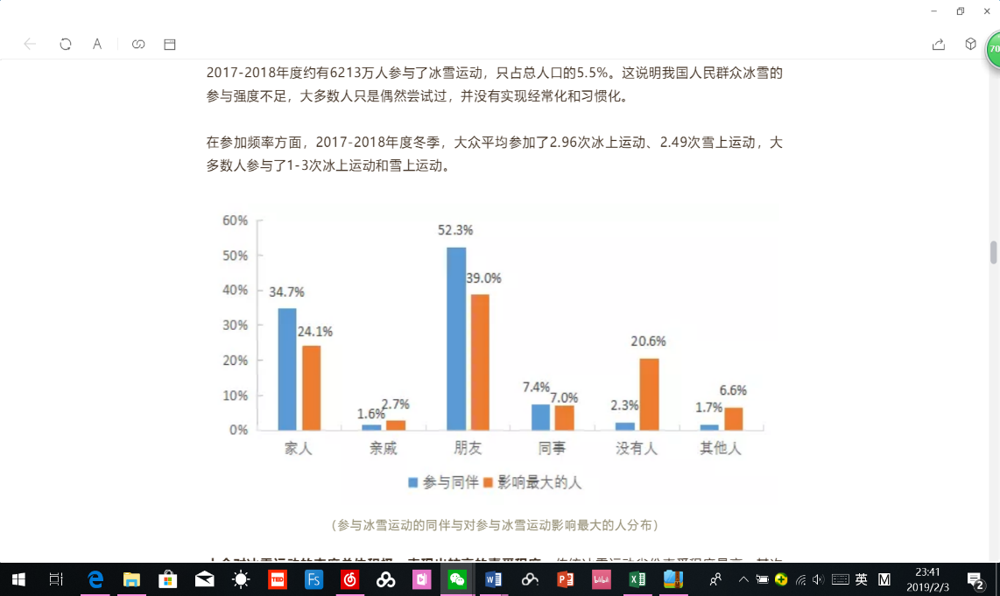 A
70
2017-2018年度约有6213万人参与了冰雪运动，只占总人口的5.5%。这说明我国人民群众冰雪的
参与强度不足，大多数人只是偶然尝试过，并没有实现经常化和习惯化。
在参加频率方面，2017-2018年度冬季，大众平均参加了2.96次冰上运动、2.49次雪上运动，大
多数人参与了1-3次冰上运动和雪上运动。
60%
50%
40%
30%
20%
10%
0%
34.7%
24.1%
1.6%
2.7%
52.3%
39.0%
7.4%
7.0%
2.3%
20.6%
1.7%
6.6%
家人 亲戚 朋友 同事 没有人 其他人
参与同伴 影响最大的人
（参与冰雪运动的同伴与对参与冰雪运动影响最大的人分布）
英 M
23:41
2019/2/3
2